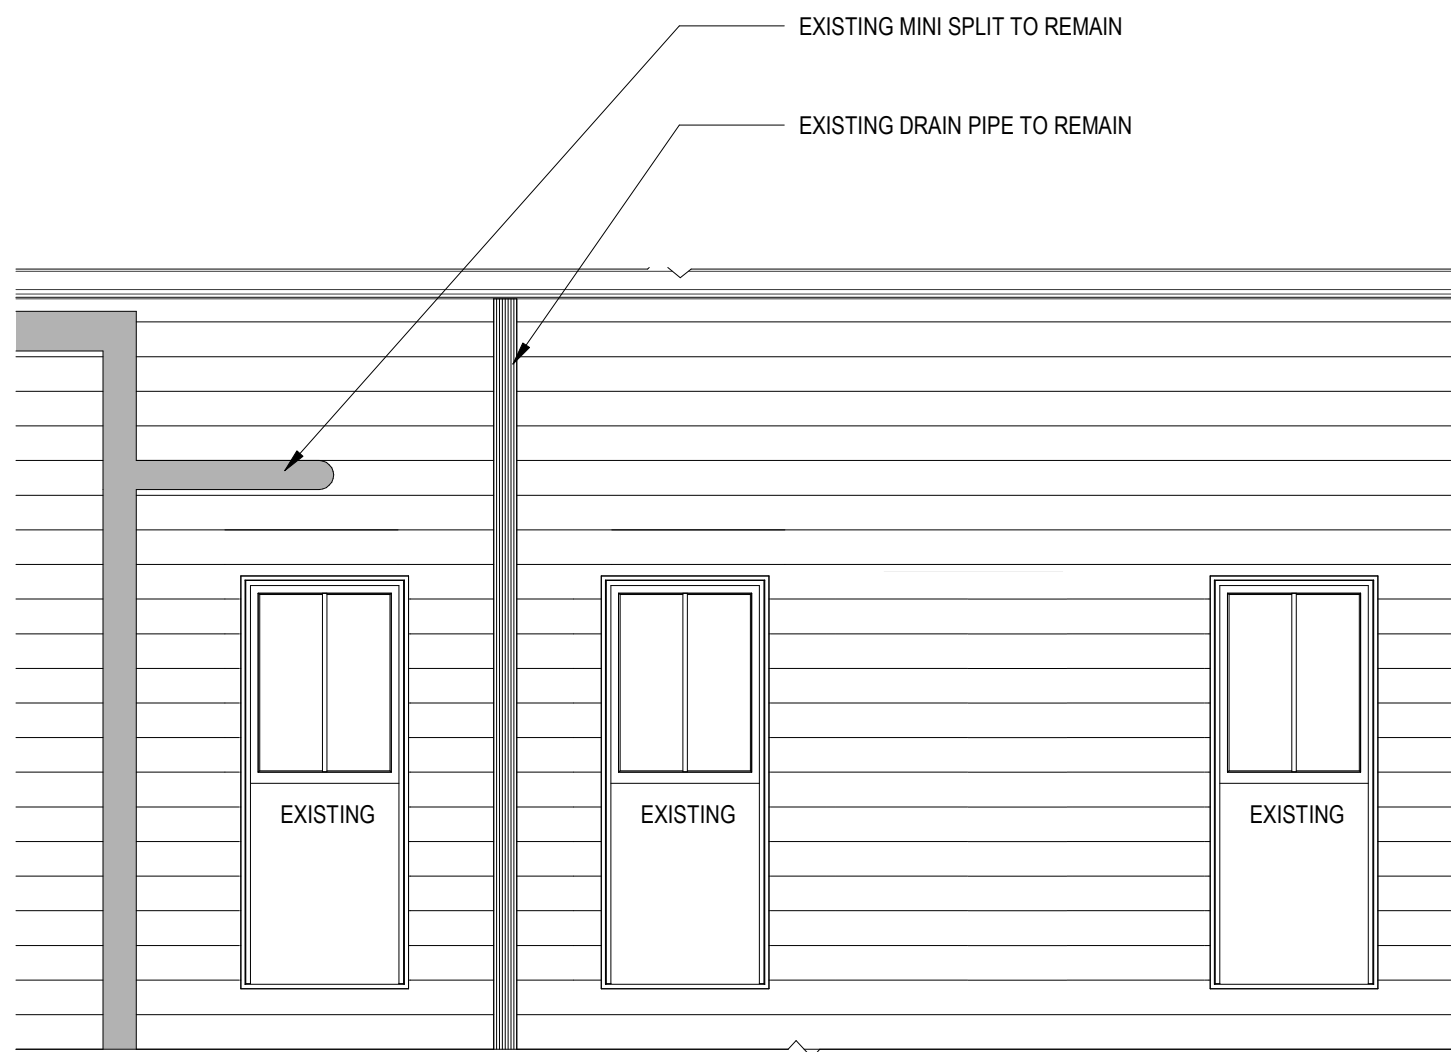 EXISTING MINI SPLIT TO REMAIN
EXISTING DRAIN PIPE TO REMAIN
EXISTING
EXISTING
EXISTING